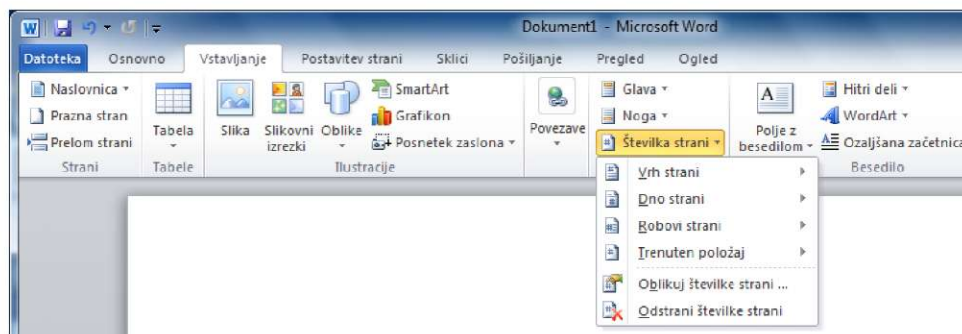 Dokument1 - Microsoft Word
Datoteka Osnovno Vstavljanje Postavitev strani Sklici Pošiljanje Pregled Ogled
Naslovnica
Prazna stran
Prelom strani
Strani
Tabela
Tabele
Slika
Slikovni izrezki
Oblike
SmartArt
Grafikon
Posnetek zaslona
Ilustracije
Povezave
Glava
Noga
Številka strani
Vrh strani
Dno strani
Robovi strani
Trenuten položaj
Oblikuj številke strani ...
Odstrani številke strani
Polje z
besedilom
Hitri deli
WordArt
Ozaljšana začetnica
Besedilo